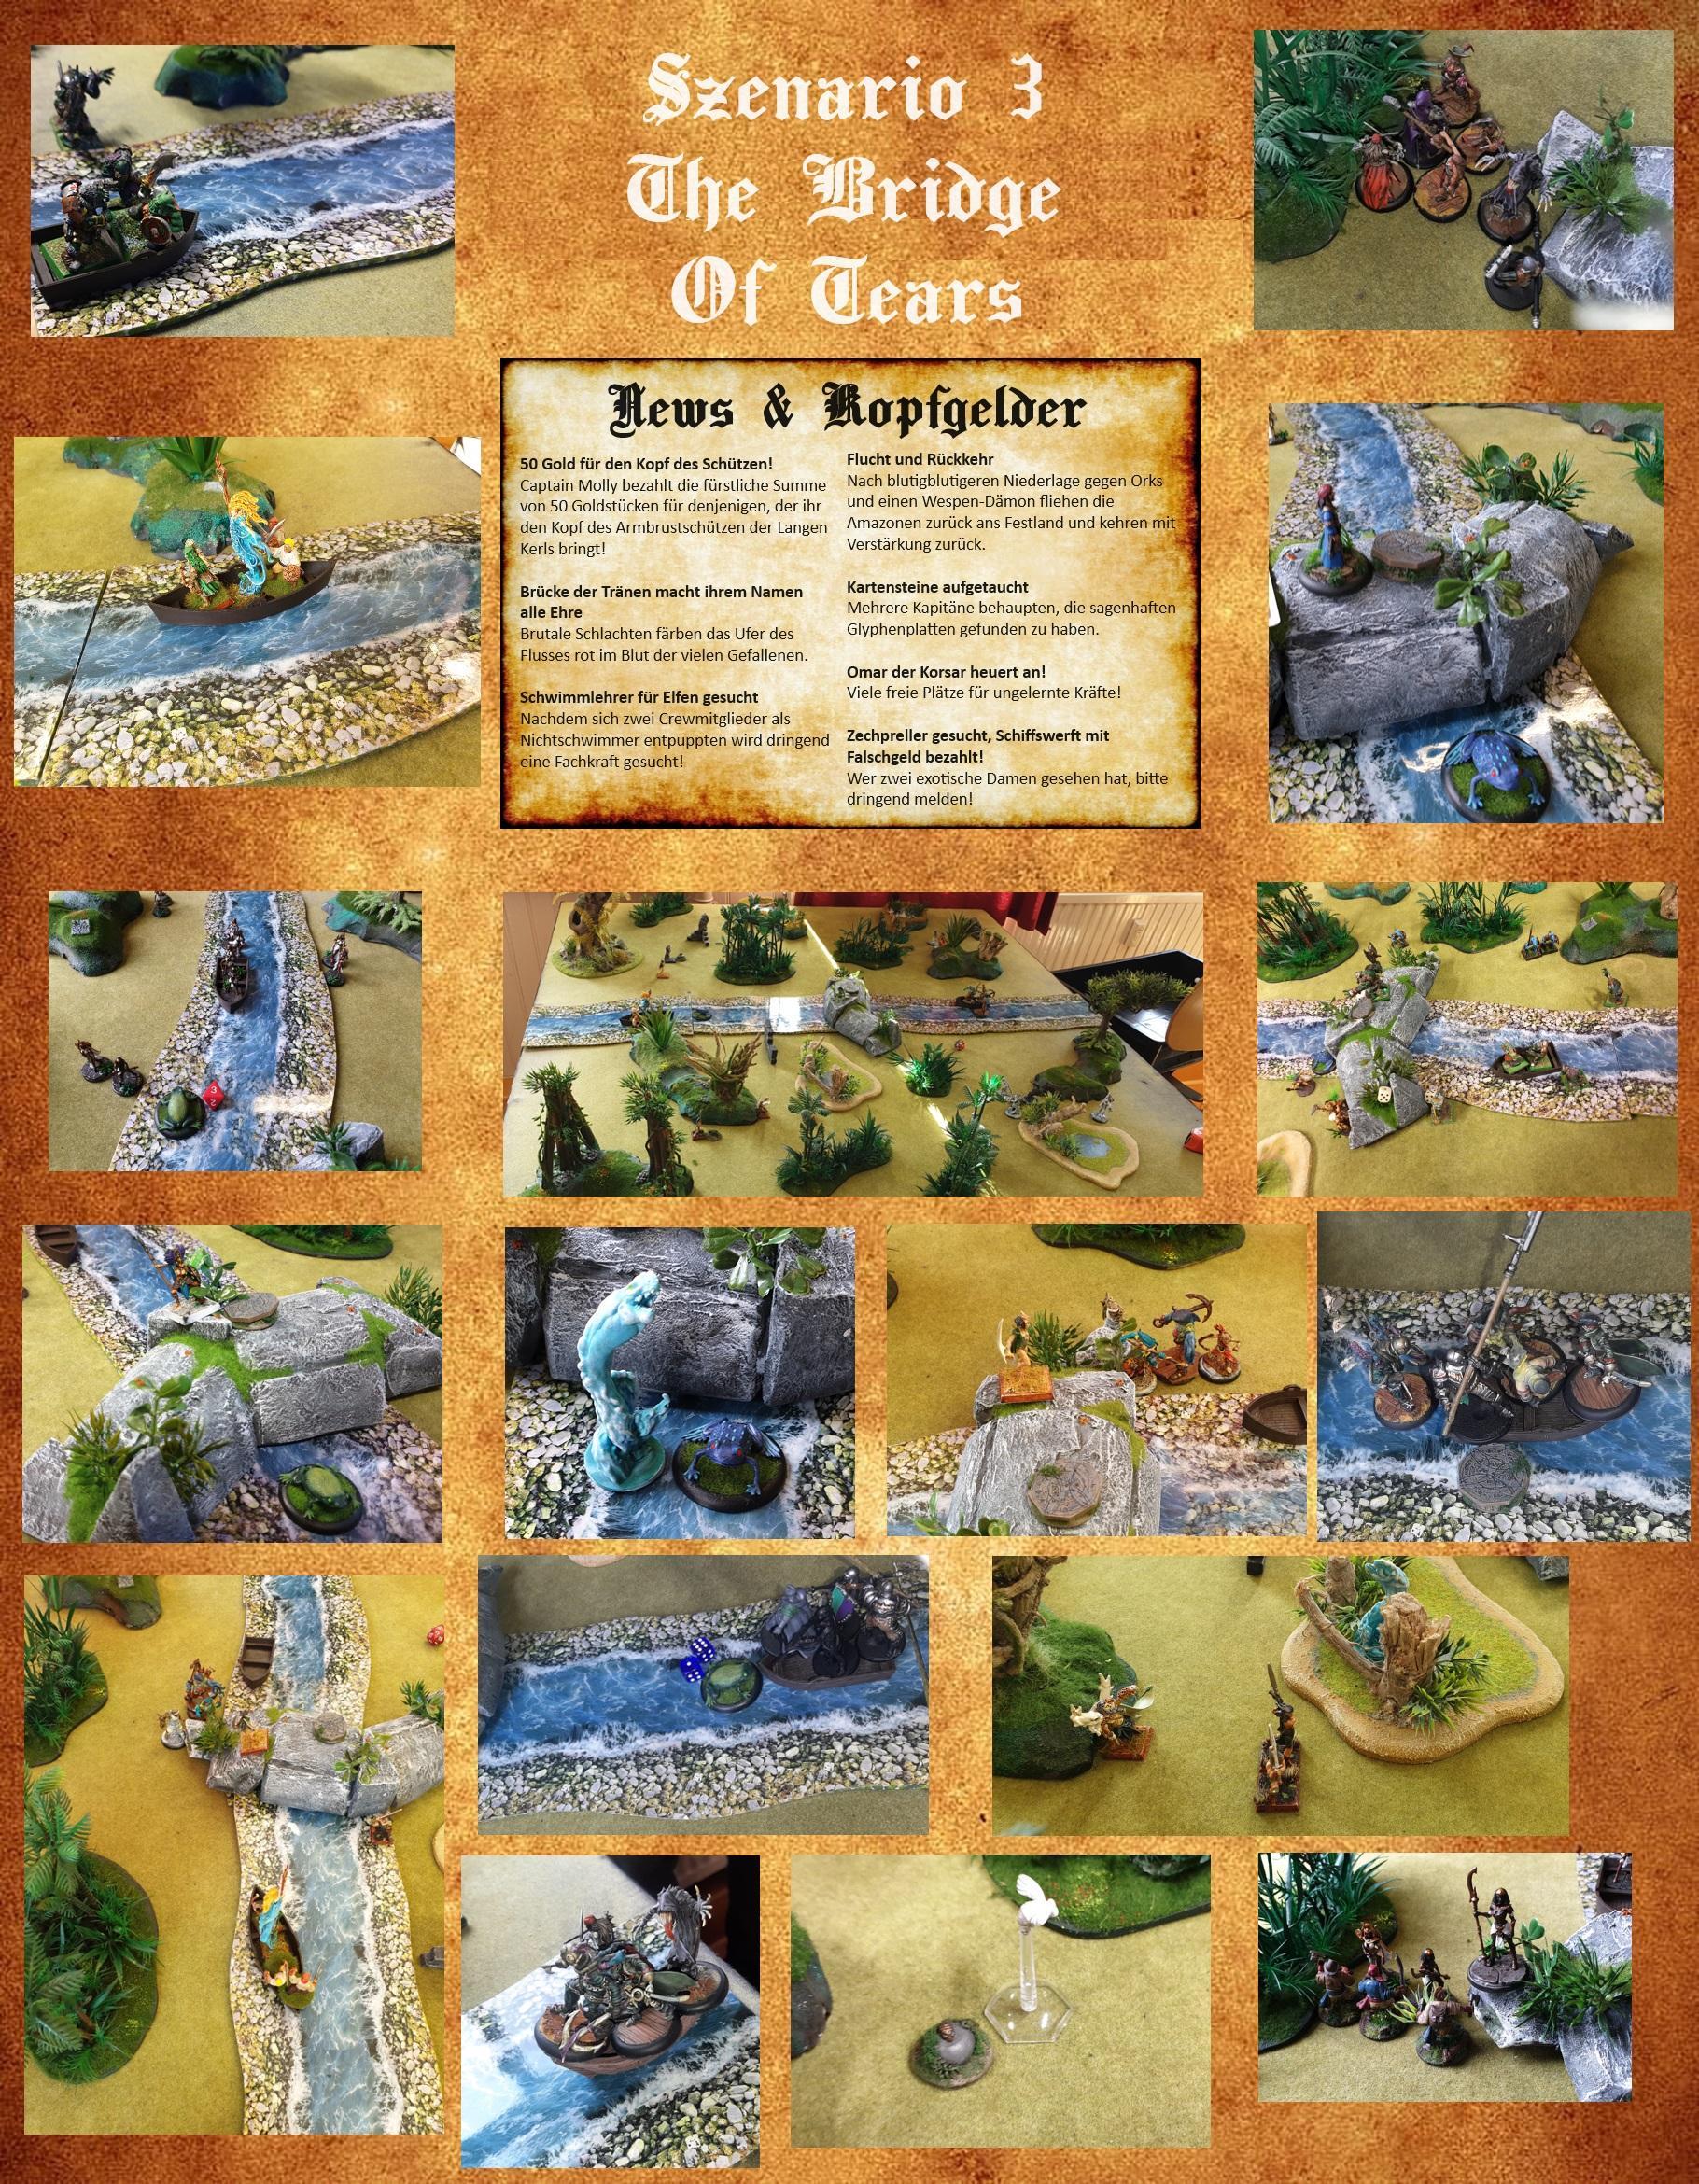 Szenario 3
The Bridge
Of Tears
News & Kopfgelder
50 Gold für den Kopf des Schützen!
Captain Molly bezahlt die fürstliche Summe
von 50 Goldstücken für denjenigen, der ihr
den Kopf des Armbrustschützen der Langen
Kerls bringt!
Brücke der Tränen macht ihrem Namen
alle Ehre
Brutale Schlachten färben das Ufer des
Flusses rot im Blut der vielen Gefallenen.
Schwimmlehrer für Elfen gesucht
Nachdem sich zwei Crewmitglieder als
Nichtschwimmer entpuppten wird dringend
eine Fachkraft gesucht!
Flucht und Rückkehr
Nach blutigblutigeren Niederlage gegen Orks
und einen Wespen-Dämon fliehen die
Amazonen zurück ans Festland und kehren mit
Verstärkung zurück.
Kartensteine aufgetaucht
Mehrere Kapitäne behaupten, die sagenhaften
Glyphenplatten gefunden zu haben.
Omar der Korsar heuert an!
Viele freie Plätze für ungelernte Kräfte!
Zechpreller gesucht, Schiffswerft mit
Falschgeld bezahlt!
Wer zwei exotische Damen gesehen hat, bitte
dringend melden!
3
2